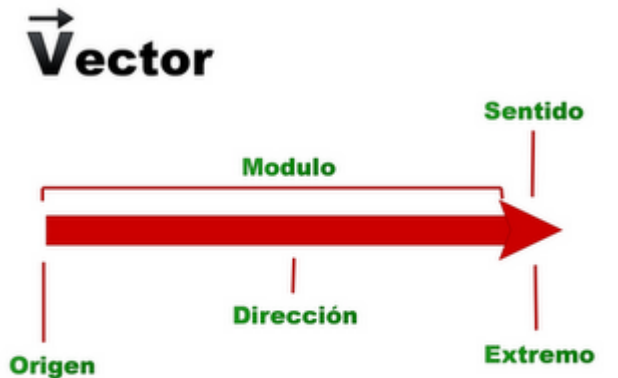 Vector
Sentido
Modulo
Dirección
Origen
Extremo